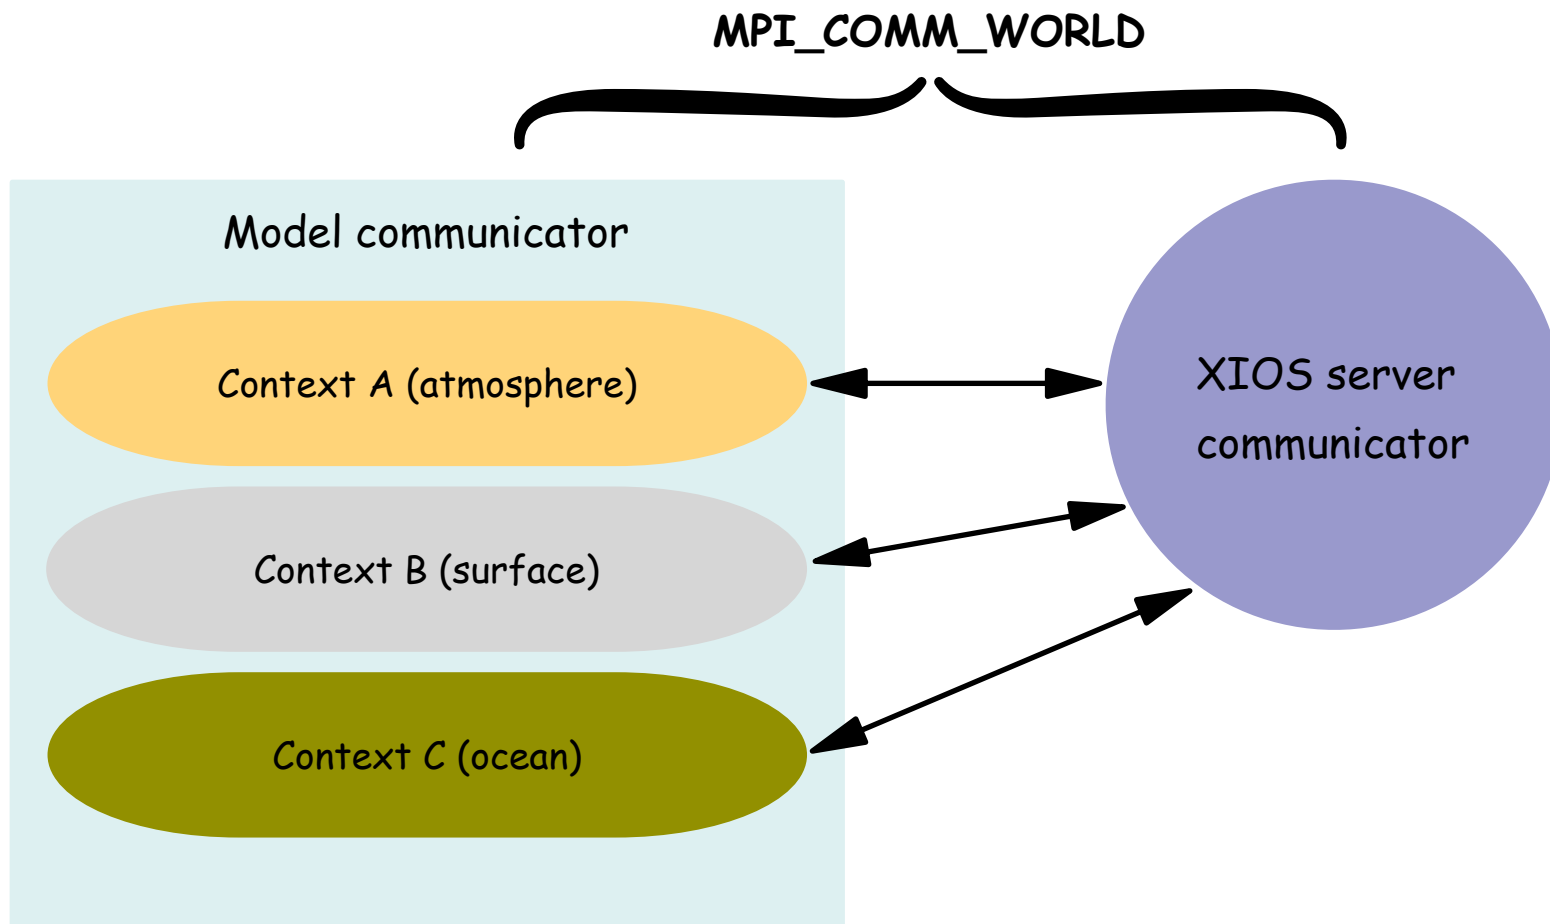 MPI_COMM_WORLD
Model communicator
Context A (atmosphere)
Context B (surface)
Context C (ocean)
XIOS server
communicator